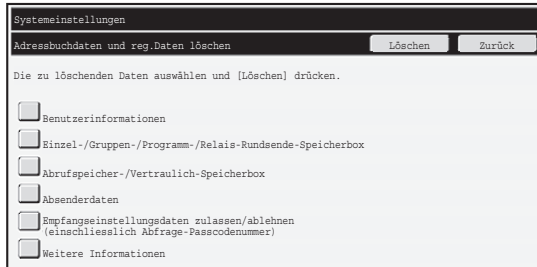 Systemeinstellungen
Adressbuchdaten und reg.Daten löschen Löschen Zurück
Die zu löschenden Daten auswählen und [Löschen] drücken.
Benutzerinformationen
Einzel-/Gruppen-/Programm-/Relais-Rundsende-Speicherbox
Abrufspeicher-/Vertraulich-Speicherbox
Absenderdaten
Empfangseinstellungsdaten zulassen/ablehnen
(einschliesslich Abfrage-Passcodenummer)
Weitere Informationen